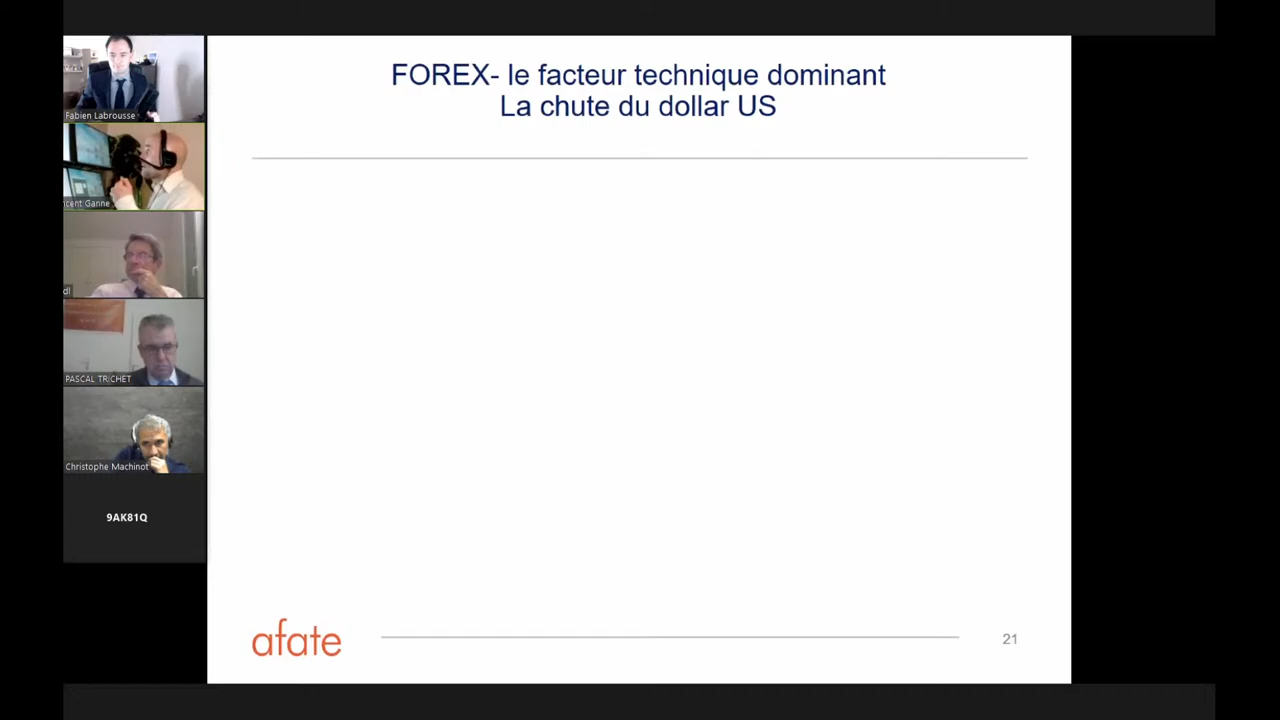 FOREX- le facteur technique dominant
La chute du dollar US
Fabien Labrousse
cent Ganne
dl
PASCAL TRICHET
Christophe Machinot
9AK81Q
afate
21